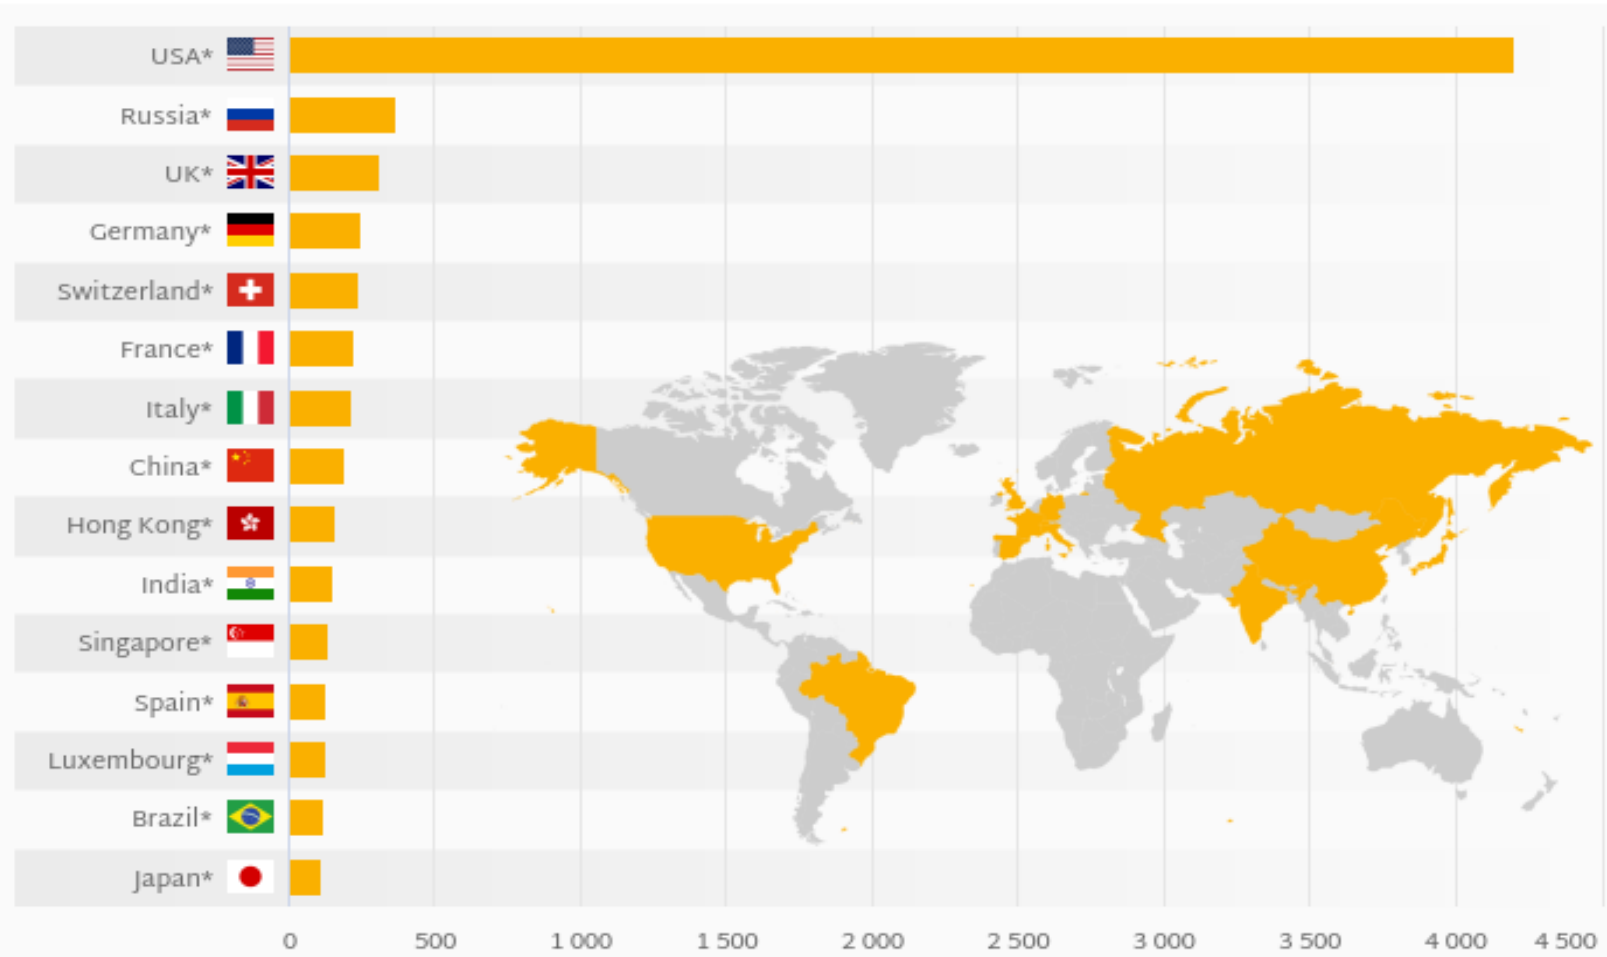 USA*
Russia*
UK*
Germany*
Switzerland*
France*
Italy*
China*
Hong Kong*
India*
Singapore*
Spain*
Luxembourg*
Brazil*
Japan*
0 500 1 000 1 500 2 000 2 500 3 000 3 500 4 000 4 500